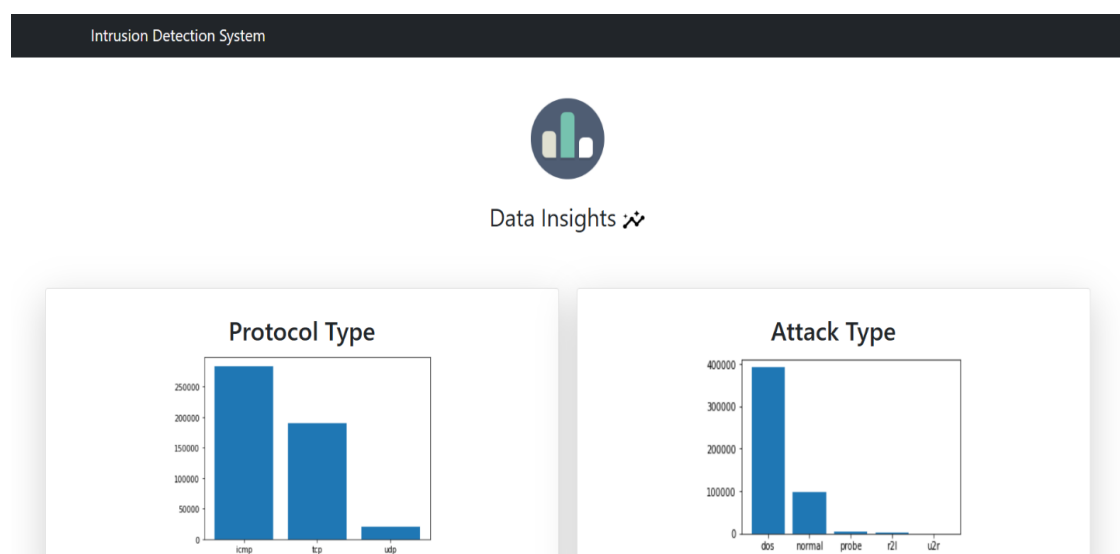 Intrusion Detection System
Data Insights
Protocol Type
250000
200000
150000
100000
50000
0
icmp tcp udp
Attack Type
400000
300000
200000
100000
0
dos normal probe r2l u2r